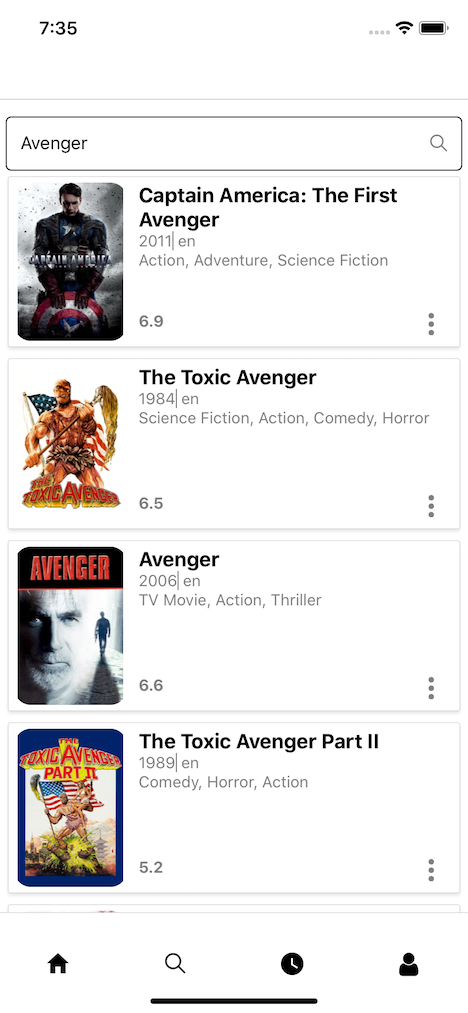 7:35
Avenger
Captain America: The First
Avenger
2011| en
Action, Adventure, Science Fiction
CAPTAIN AMERICA
6.9
The Toxic Avenger
1984| en
Science Fiction, Action, Comedy, Horror
THE
TOXIC AVENGER
6.5
Avenger
2006| en
TV Movie, Action, Thriller
AVENGER
6.6
The Toxic Avenger Part II
1989| en
Comedy, Horror, Action
THE
TOXIC AVENGER
PART II
5.2